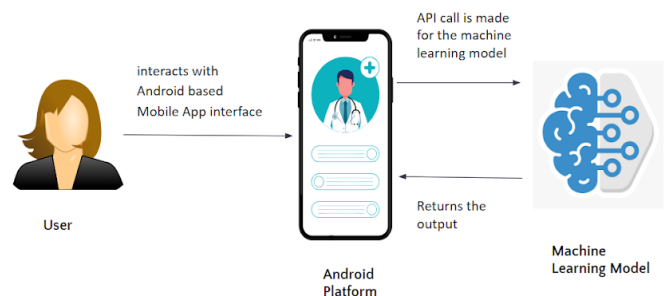 API call is made
for the machine
learning model
interacts with
Android based
Mobile App interface
Returns the
output
User
Machine
Learning Model
Android
Platform